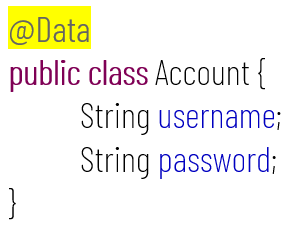 @Data
public class Account {
String username;
String password;
}